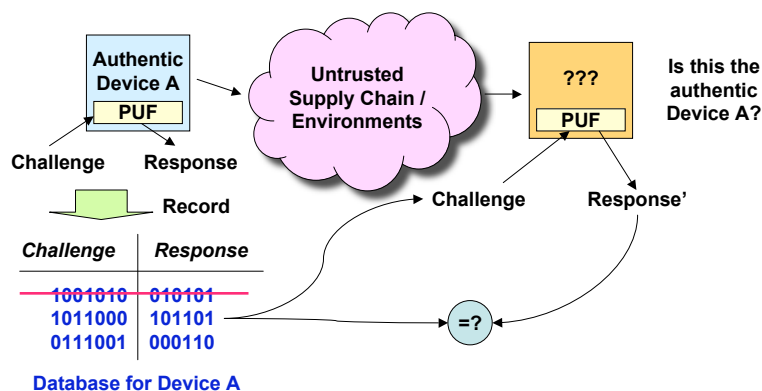 Authentic
Device A
PUF
Challenge
Response
Untrusted
Supply Chain /
Environments
???
PUF
Is this the
authentic
Device A?
Challenge
Response’
Record
Challenge Response
1001010 010101
1011000 101101
0111001 000110
=?
Database for Device A